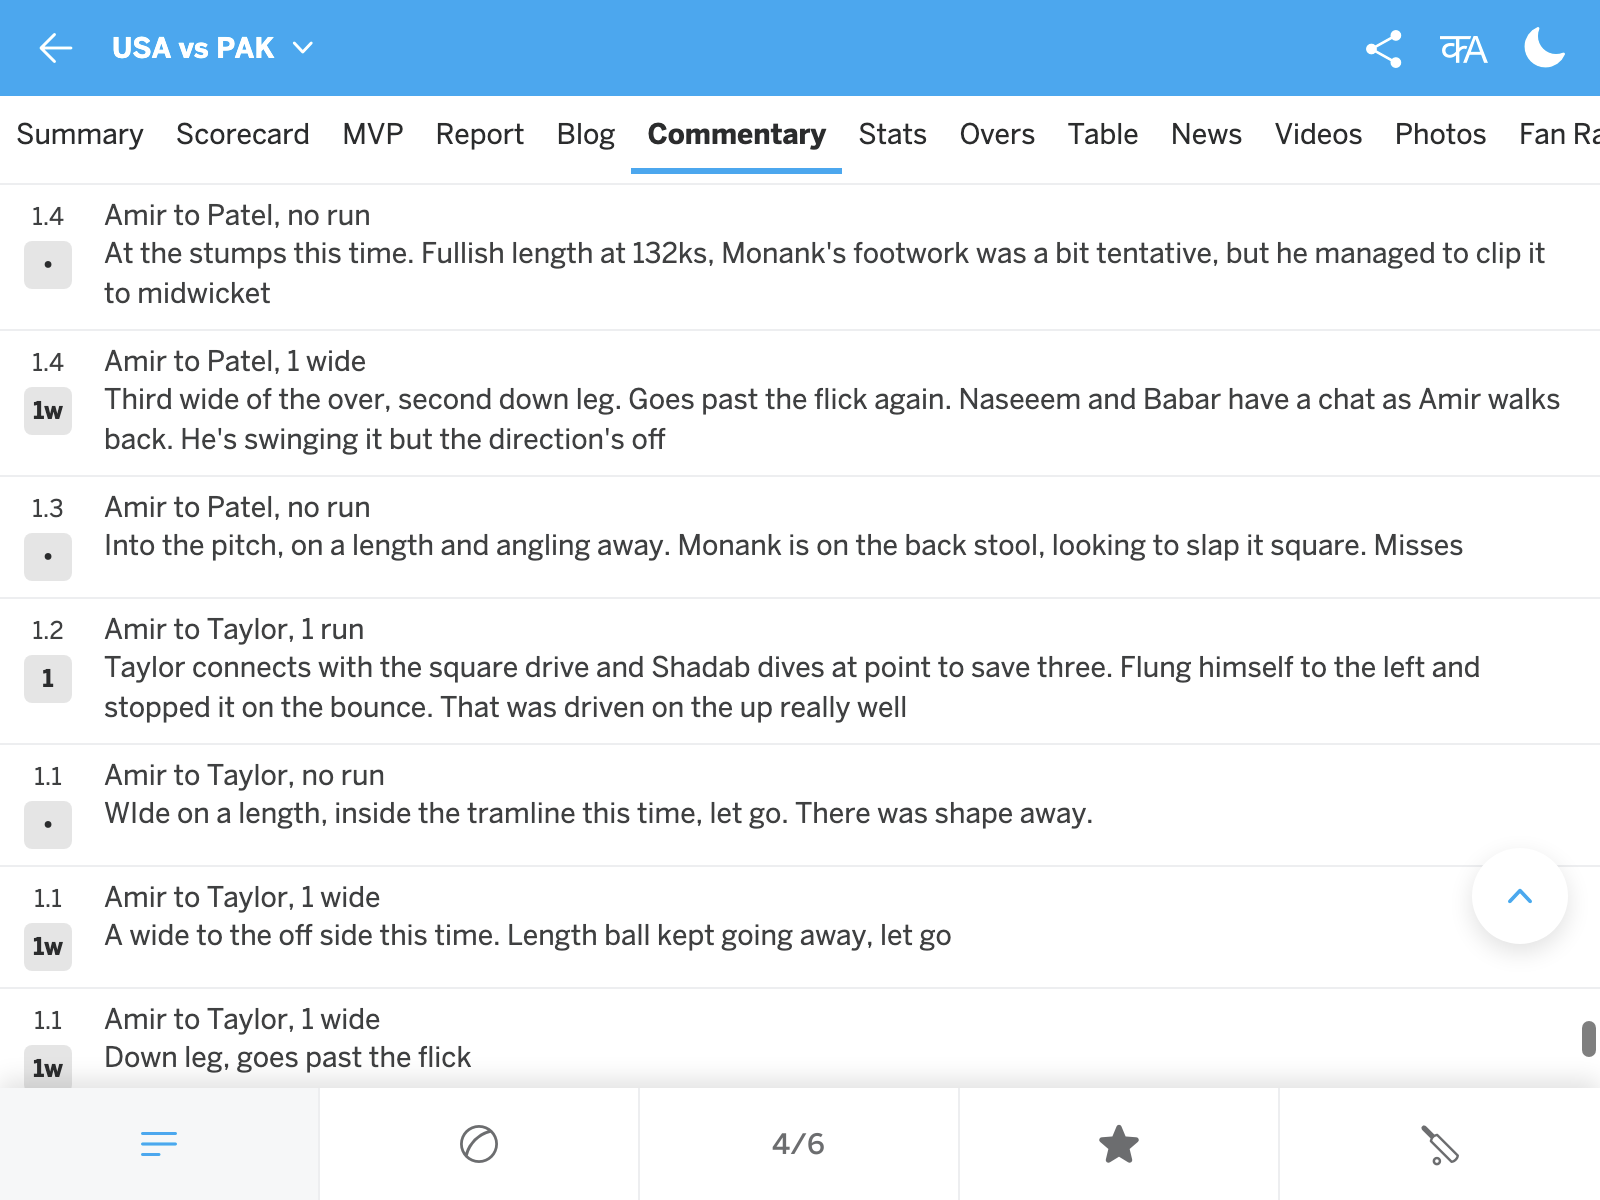 USA vs PAK
कA
Summary Scorecard MVP Report Blog Commentary Stats Overs Table News Videos Photos Fan Ra
1.4 Amir to Patel, no run
• At the stumps this time. Fullish length at 132ks, Monank's footwork was a bit tentative, but he managed to clip it
to midwicket
1.4 Amir to Patel, 1 wide
1w Third wide of the over, second down leg. Goes past the flick again. Naseeem and Babar have a chat as Amir walks
back. He's swinging it but the direction's off
1.3 Amir to Patel, no run
• Into the pitch, on a length and angling away. Monank is on the back stool, looking to slap it square. Misses
1.2 Amir to Taylor, 1 run
1 Taylor connects with the square drive and Shadab dives at point to save three. Flung himself to the left and
stopped it on the bounce. That was driven on the up really well
1.1 Amir to Taylor, no run
• WIde on a length, inside the tramline this time, let go. There was shape away.
1.1 Amir to Taylor, 1 wide
1w A wide to the off side this time. Length ball kept going away, let go
1.1 Amir to Taylor, 1 wide
1w Down leg, goes past the flick
4/6